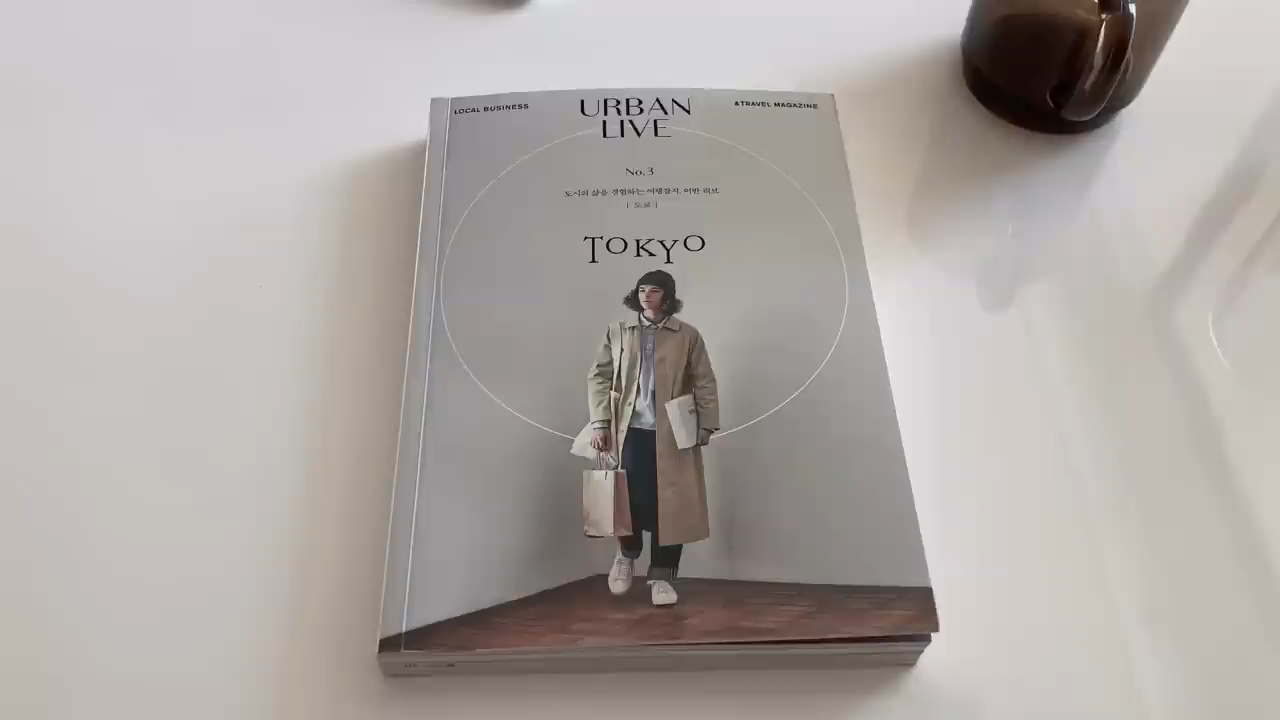 LOCAL BUSINESS
URBAN
LIVE
&TRAVEL MAGAZINE
No.3
도시의 삶을 경험하는 여행잡지, 어반 리브
| 도쿄 |
TOKYO